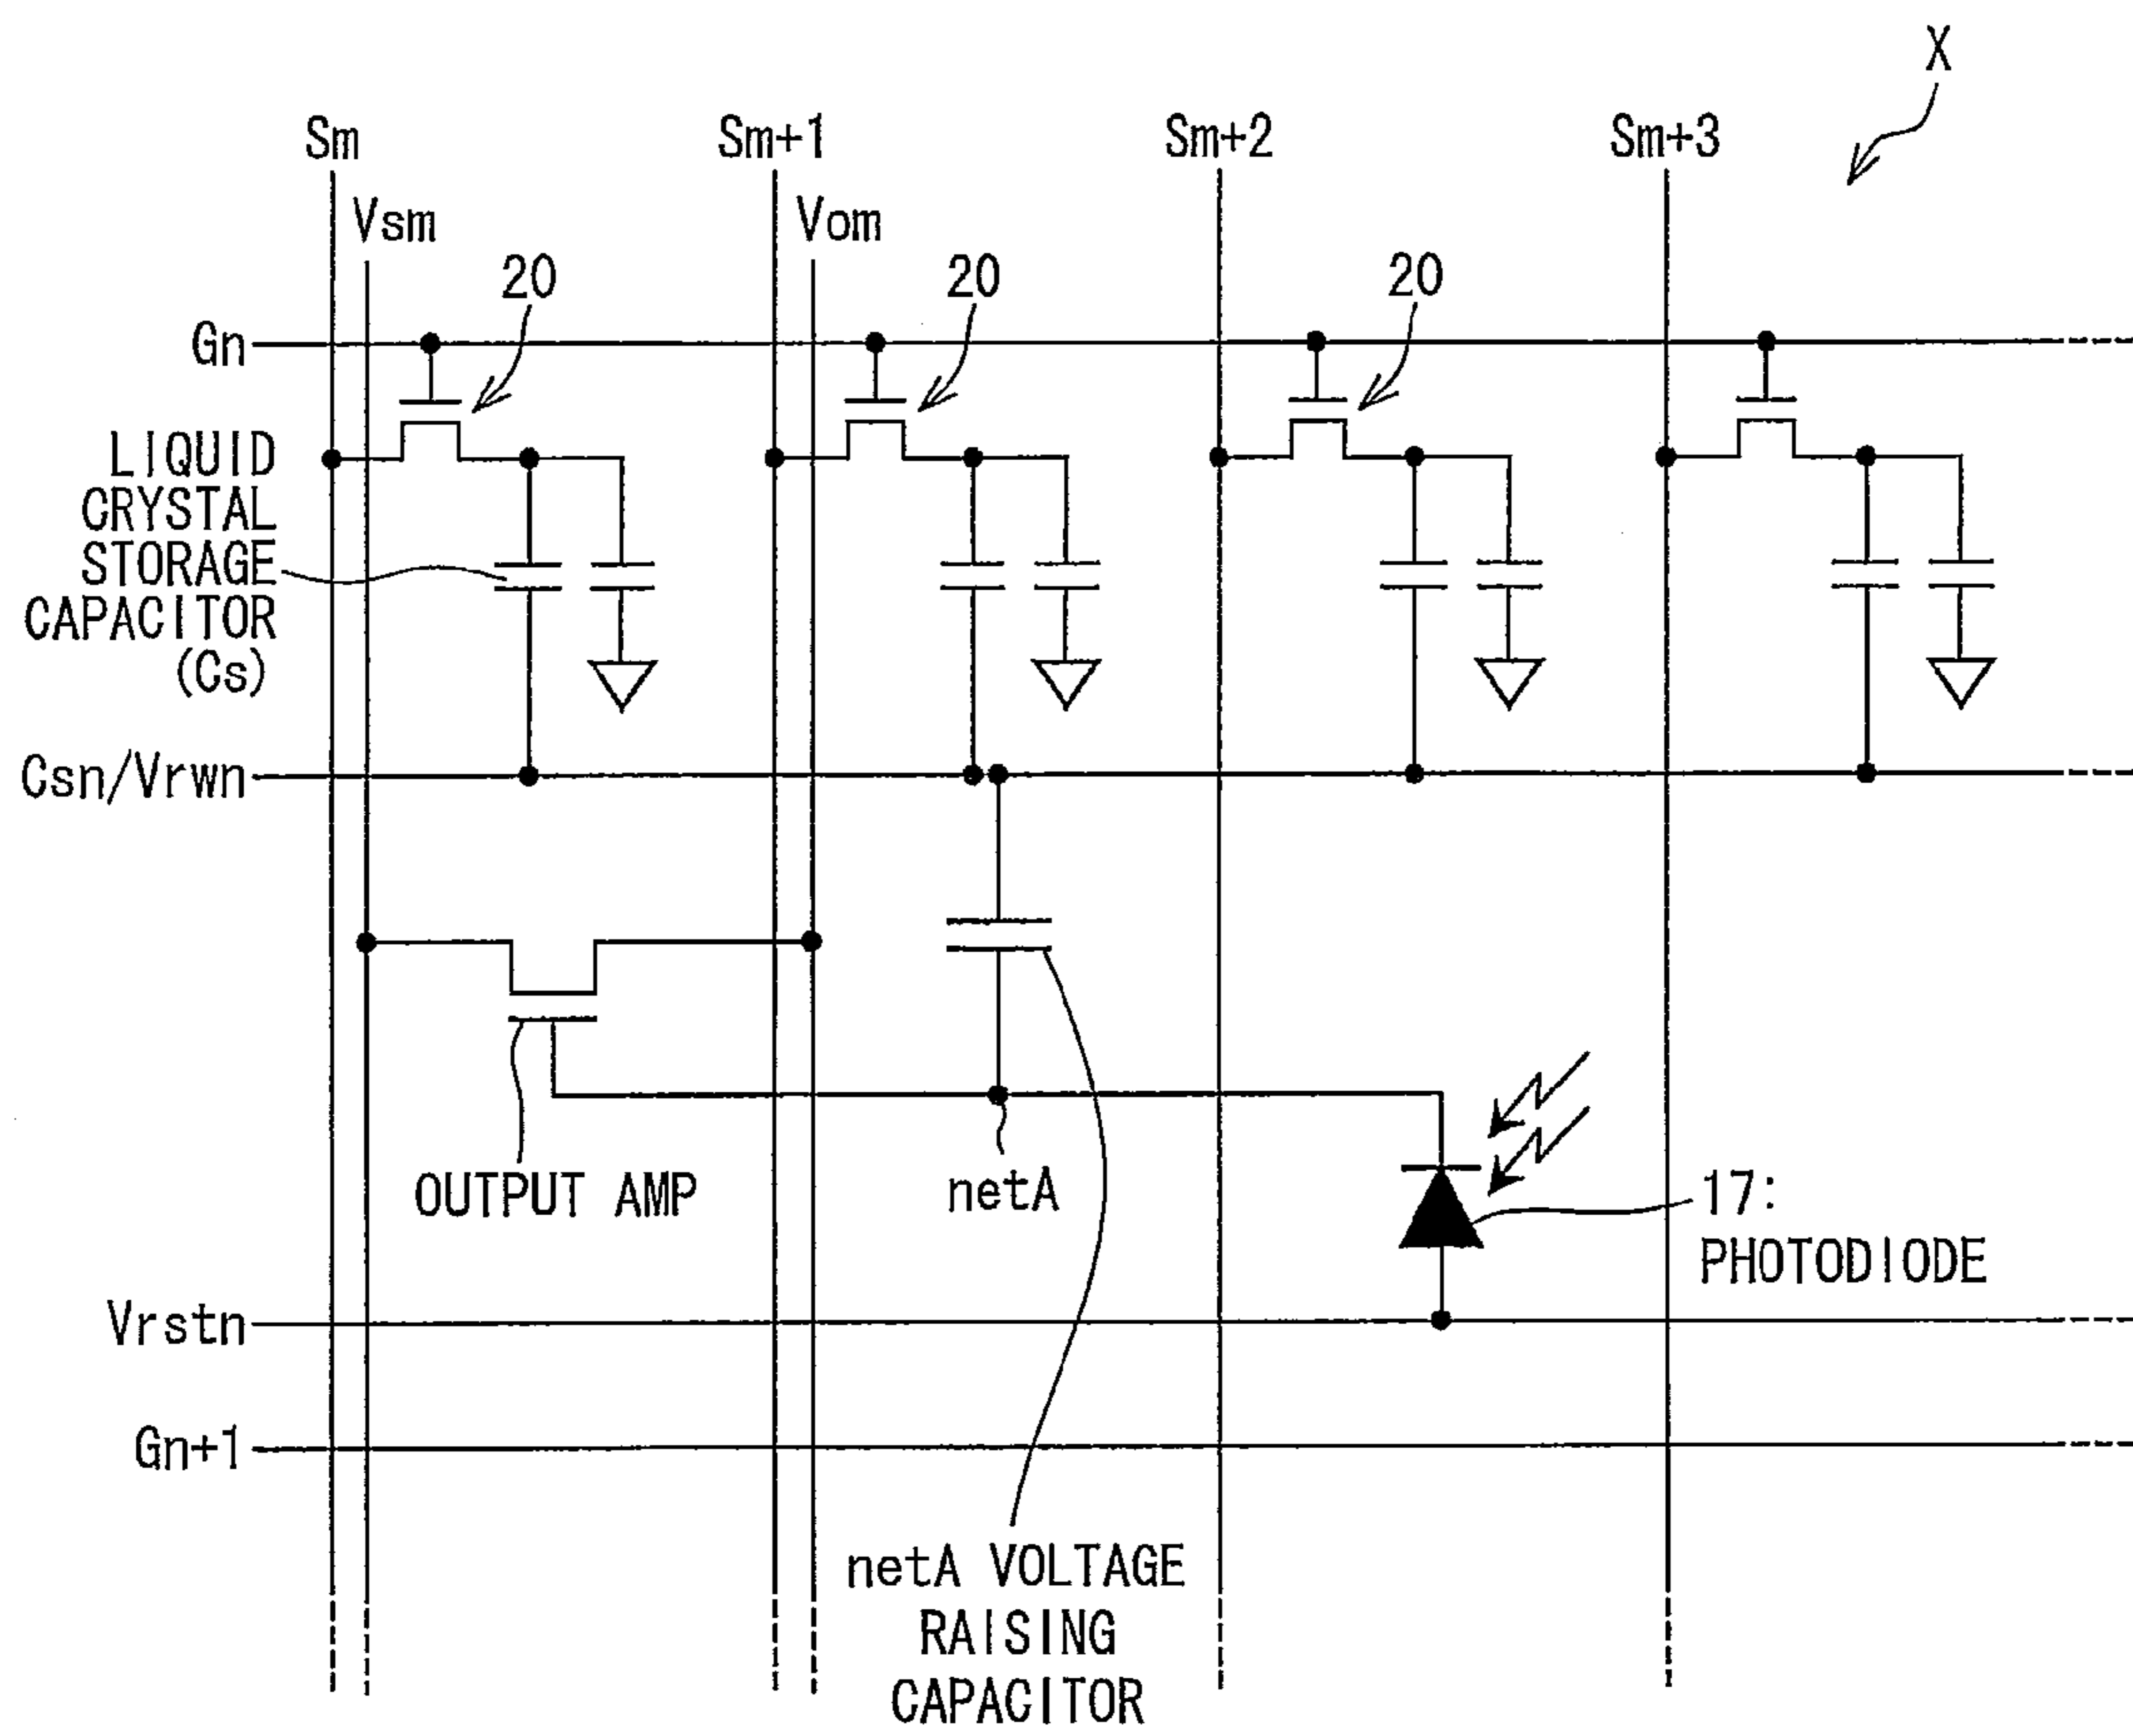 X
Sm
Sm+1
Sm+2
Sm+3
Vsm
Vom
20
20
20
Gn
LIQUID
CRYSTAL
STORAGE
CAPACITOR
(Cs)
Csn/Vrwn
OUTPUT AMP
netA
17:
PHOTODIODE
Vrstn
Gn+1
netA VOLTAGE
RAISING
CAPACITOR